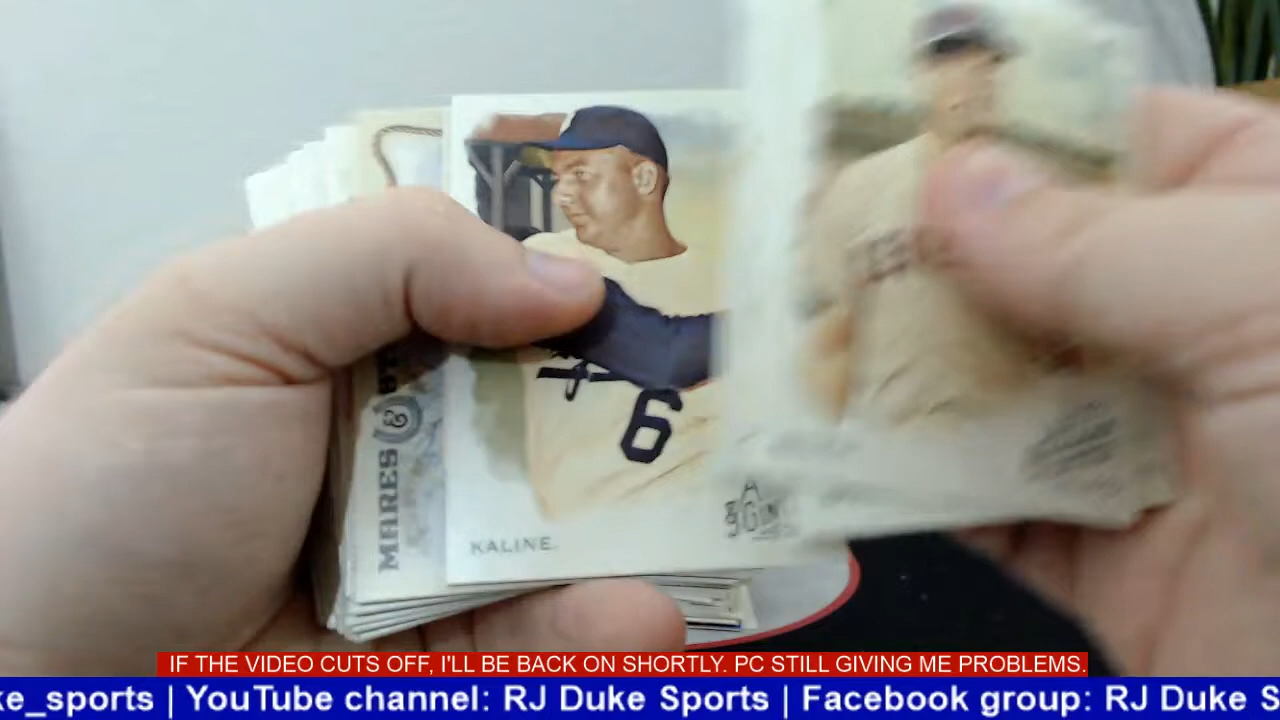 MARES &
6
KALINE.
IF THE VIDEO CUTS OFF, I'LL BE BACK ON SHORTLY. PC STILL GIVING ME PROBLEMS.
ke_sports | YouTube channel: RJ Duke Sports | Facebook group: RJ Duke S